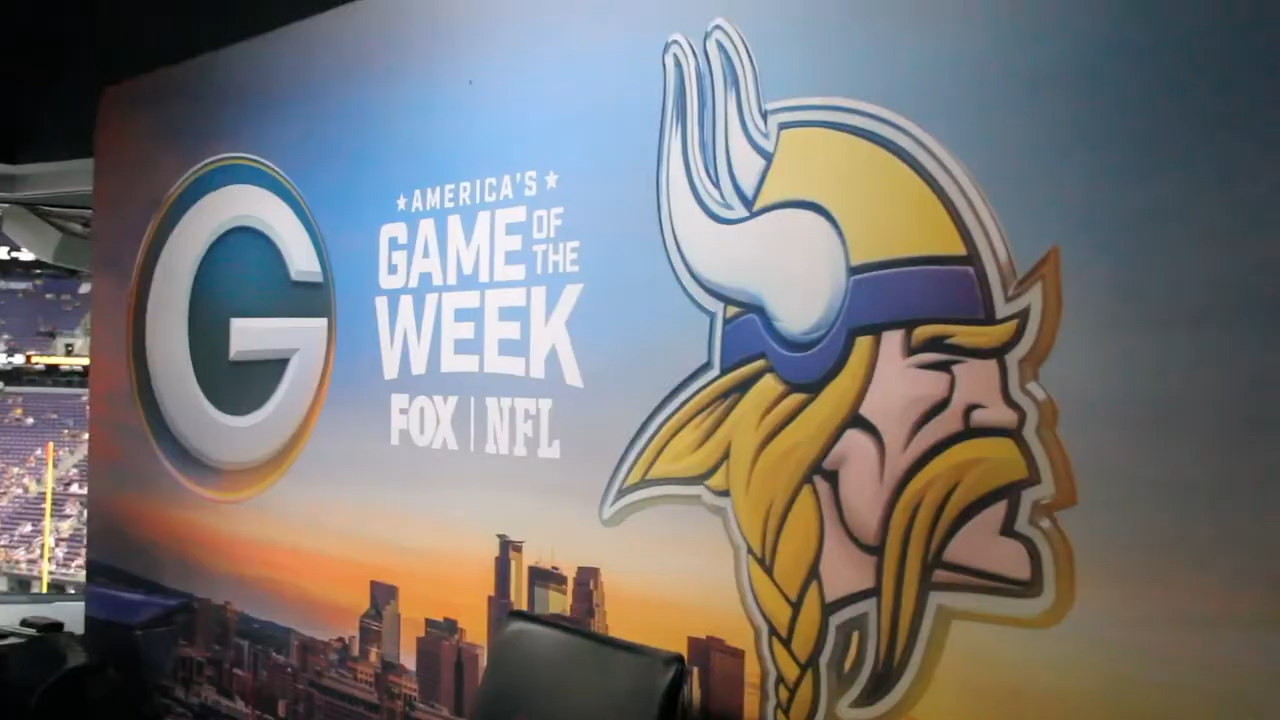 G
★AMERICA'S★
GAME OF
THE
WEEK
FOX | NFL